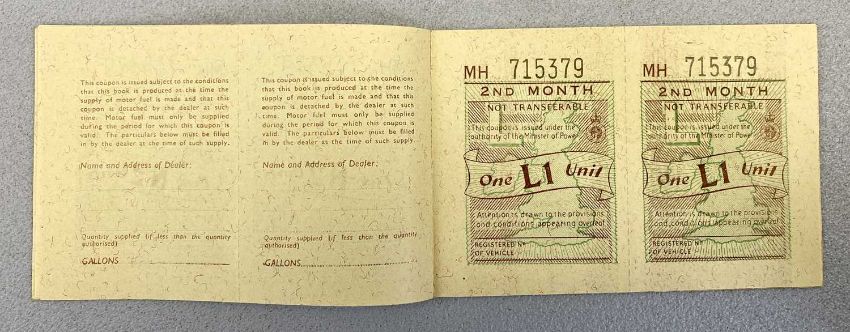 This coupon is issued subject to the conditions
that this book is produced at the time the
supply of motor fuel is made and that this
coupon is detached by the dealer at such
time. Motor fuel must only be supplied
during the period for which this coupon is
valid. The particulars below must be filled
in by the dealer at the time of such supply.
Name and Address of Dealer:
Quantity supplied (if less than the quantity
authorised)
GALLONS
This coupon is issued subject to the conditions
that this book is produced at the time the
supply of motor fuel is made and that this
coupon is detached by the dealer at such
time. Motor fuel must only be supplied
during the period for which this coupon is
valid. The particulars below must be filled
in by the dealer at the time of such supply.
Name and Address of Dealer:
Quantity supplied (if less than the quantity
authorised)
GALLONS
MH 715379
2ND MONTH
NOT TRANSFERABLE
L
This coupon is issued under the
authority of the Minister of Power
One L1 Unit
Attention is drawn to the provisions
and conditions appearing overleaf
REGISTERED Nº
OF VEHICLE
MH 715379
2ND MONTH
NOT TRANSFERABLE
L
This coupon is issued under the
authority of the Minister of Power
One L1 Unit
Attention is drawn to the provisions
and conditions appearing overleaf
REGISTERED Nº
OF VEHICLE